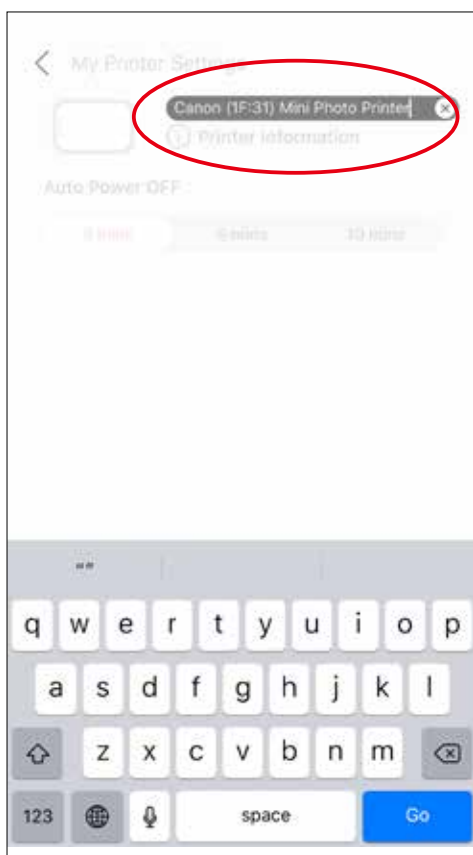 My Printer Settings
Canon (1F:31) Mini Photo Printer
Printer Information
Auto Power OFF :
3 mins 5 mins 10 mins
“”
q w e r t y u i o p
a s d f g h j k l
z x c v b n m
123 space Go